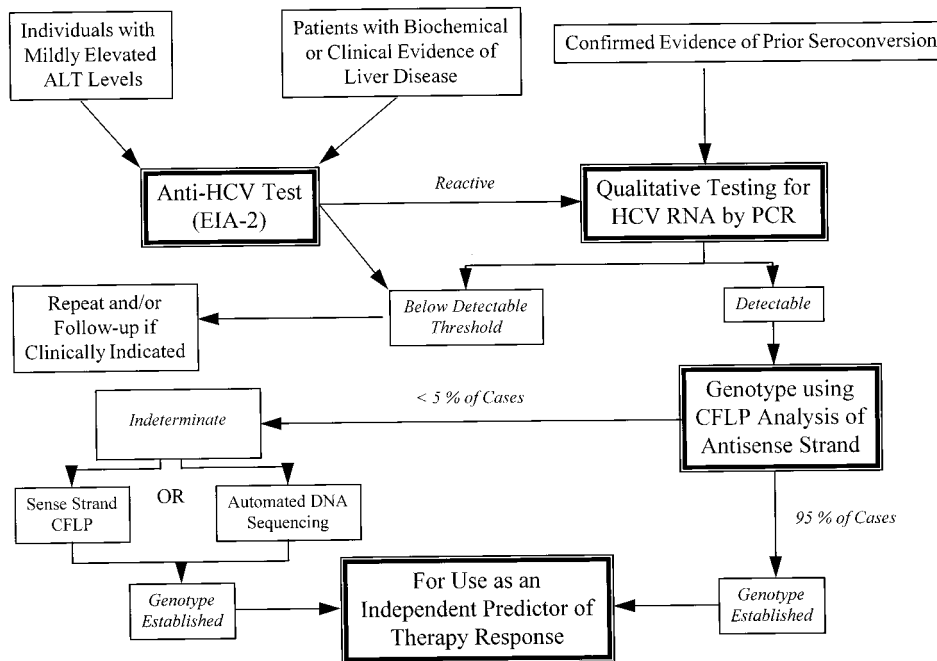 Individuals with
Mildly Elevated
ALT Levels
Patients with Biochemical
or Clinical Evidence of
Liver Disease
Confirmed Evidence of Prior Seroconversion
Anti-HCV Test
(EIA-2)
Reactive
Qualitative Testing for
HCV RNA by PCR
Repeat and/or
Follow-up if
Clinically Indicated
Below Detectable
Threshold
Detectable
Genotype using
CFLP Analysis of
Antisense Strand
< 5 % of Cases
Indeterminate
Sense Strand
CFLP
OR
Automated DNA
Sequencing
95 % of Cases
Genotype
Established
For Use as an
Independent Predictor of
Therapy Response
Genotype
Established